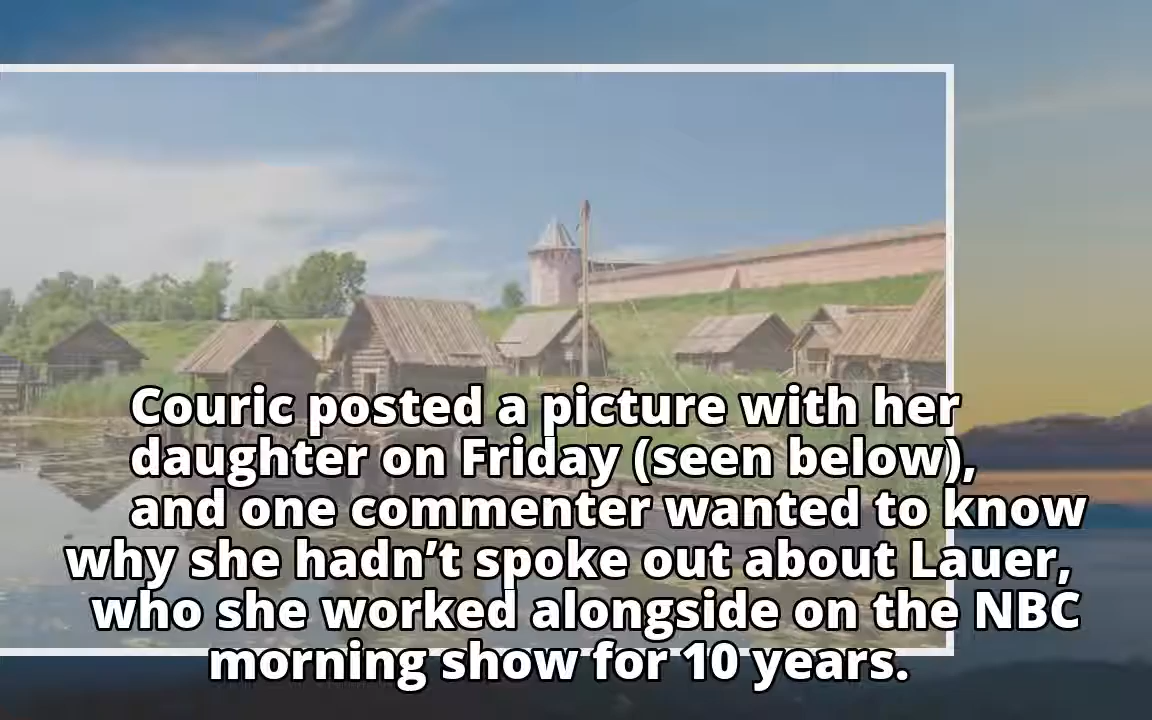 Couric posted a picture with her
daughter on Friday (seen below),
and one commenter wanted to know
why she hadn’t spoke out about Lauer,
who she worked alongside on the NBC
morning show for 10 years.